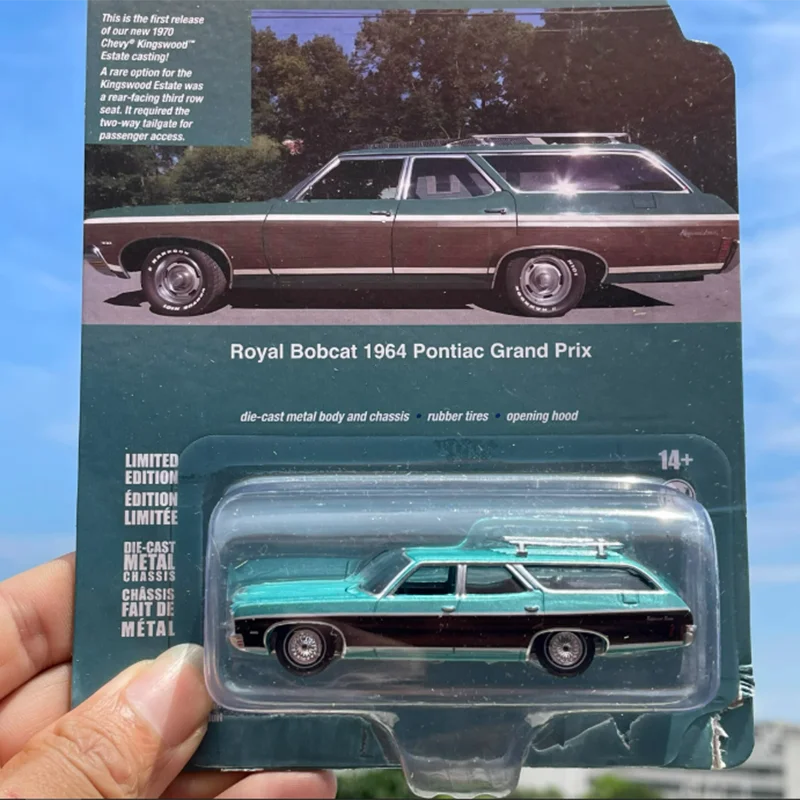 This is the first release
of our new 1970
Chevy® Kingswood™
Estate casting!
A rare option for the
Kingswood Estate was
a rear-facing third row
seat. It required the
two-way tailgate for
passenger access.
Royal Bobcat 1964 Pontiac Grand Prix
die-cast metal body and chassis • rubber tires • opening hood
LIMITED
EDITION
ÉDITION
LIMITÉE
14+
DIE-CAST
METAL
CHASSIS
CHÂSSIS
FAIT DE
MÉTAL